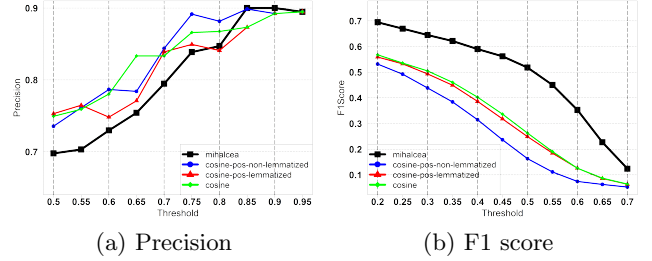 0.9
0.8
0.7
Precision
mihalcea
cosine-pos-non-lemmatized
cosine-pos-lemmatized
cosine
0.5 0.55 0.6 0.65 0.7 0.75 0.8 0.85 0.9 0.95
Threshold
(a) Precision
0.7
0.6
0.5
0.4
0.3
0.2
0.1
F1Score
mihalcea
cosine-pos-non-lemmatized
cosine-pos-lemmatized
cosine
0.2 0.25 0.3 0.35 0.4 0.45 0.5 0.55 0.6 0.65 0.7
Threshold
(b) F1 score